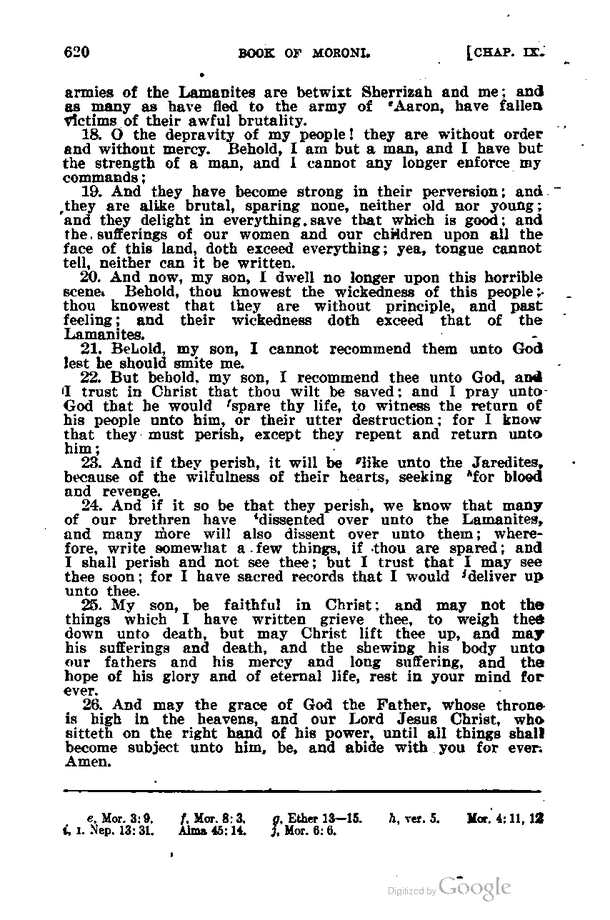 620 BOOK OF MORONI. [CHAP. IX.
armies of the Lamanites are betwixt Sherrizah and me; and
as many as have fled to the army of ᵉAaron, have fallen
victims of their awful brutality.
18. O the depravity of my people! they are without order
and without mercy. Behold, I am but a man, and I have but
the strength of a man, and I cannot any longer enforce my
commands;
19. And they have become strong in their perversion; and
they are alike brutal, sparing none, neither old nor young;
and they delight in everything save that which is good; and
the sufferings of our women and our children upon all the
face of this land, doth exceed everything; yea, tongue cannot
tell, neither can it be written.
20. And now, my son, I dwell no longer upon this horrible
scene. Behold, thou knowest the wickedness of this people;
thou knowest that they are without principle, and past
feeling; and their wickedness doth exceed that of the
Lamanites.
21. Behold, my son, I cannot recommend them unto God
lest he should smite me.
22. But behold, my son, I recommend thee unto God, and
I trust in Christ that thou wilt be saved; and I pray unto
God that he would ᶠspare thy life, to witness the return of
his people unto him, or their utter destruction; for I know
that they must perish, except they repent and return unto
him;
23. And if they perish, it will be ᵍlike unto the Jaredites,
because of the wilfulness of their hearts, seeking ʰfor blood
and revenge.
24. And if it so be that they perish, we know that many
of our brethren have ⁱdissented over unto the Lamanites,
and many more will also dissent over unto them; where-
fore, write somewhat a few things, if thou are spared; and
I shall perish and not see thee; but I trust that I may see
thee soon; for I have sacred records that I would ʲdeliver up
unto thee.
25. My son, be faithful in Christ; and may not the
things which I have written grieve thee, to weigh thee
down unto death, but may Christ lift thee up, and may
his sufferings and death, and the shewing his body unto
our fathers and his mercy and long suffering, and the
hope of his glory and of eternal life, rest in your mind for
ever.
26. And may the grace of God the Father, whose throne
is high in the heavens, and our Lord Jesus Christ, who
sitteth on the right hand of his power, until all things shall
become subject unto him, be, and abide with you for ever.
Amen.
e, Mor. 3: 9. f, Mor. 8: 3. g, Ether 13—15. h, ver. 5. Mor. 4: 11, 12
i, 1. Nep. 13: 31. Alma 45: 14. j, Mor. 6: 6.
Digitized by Google